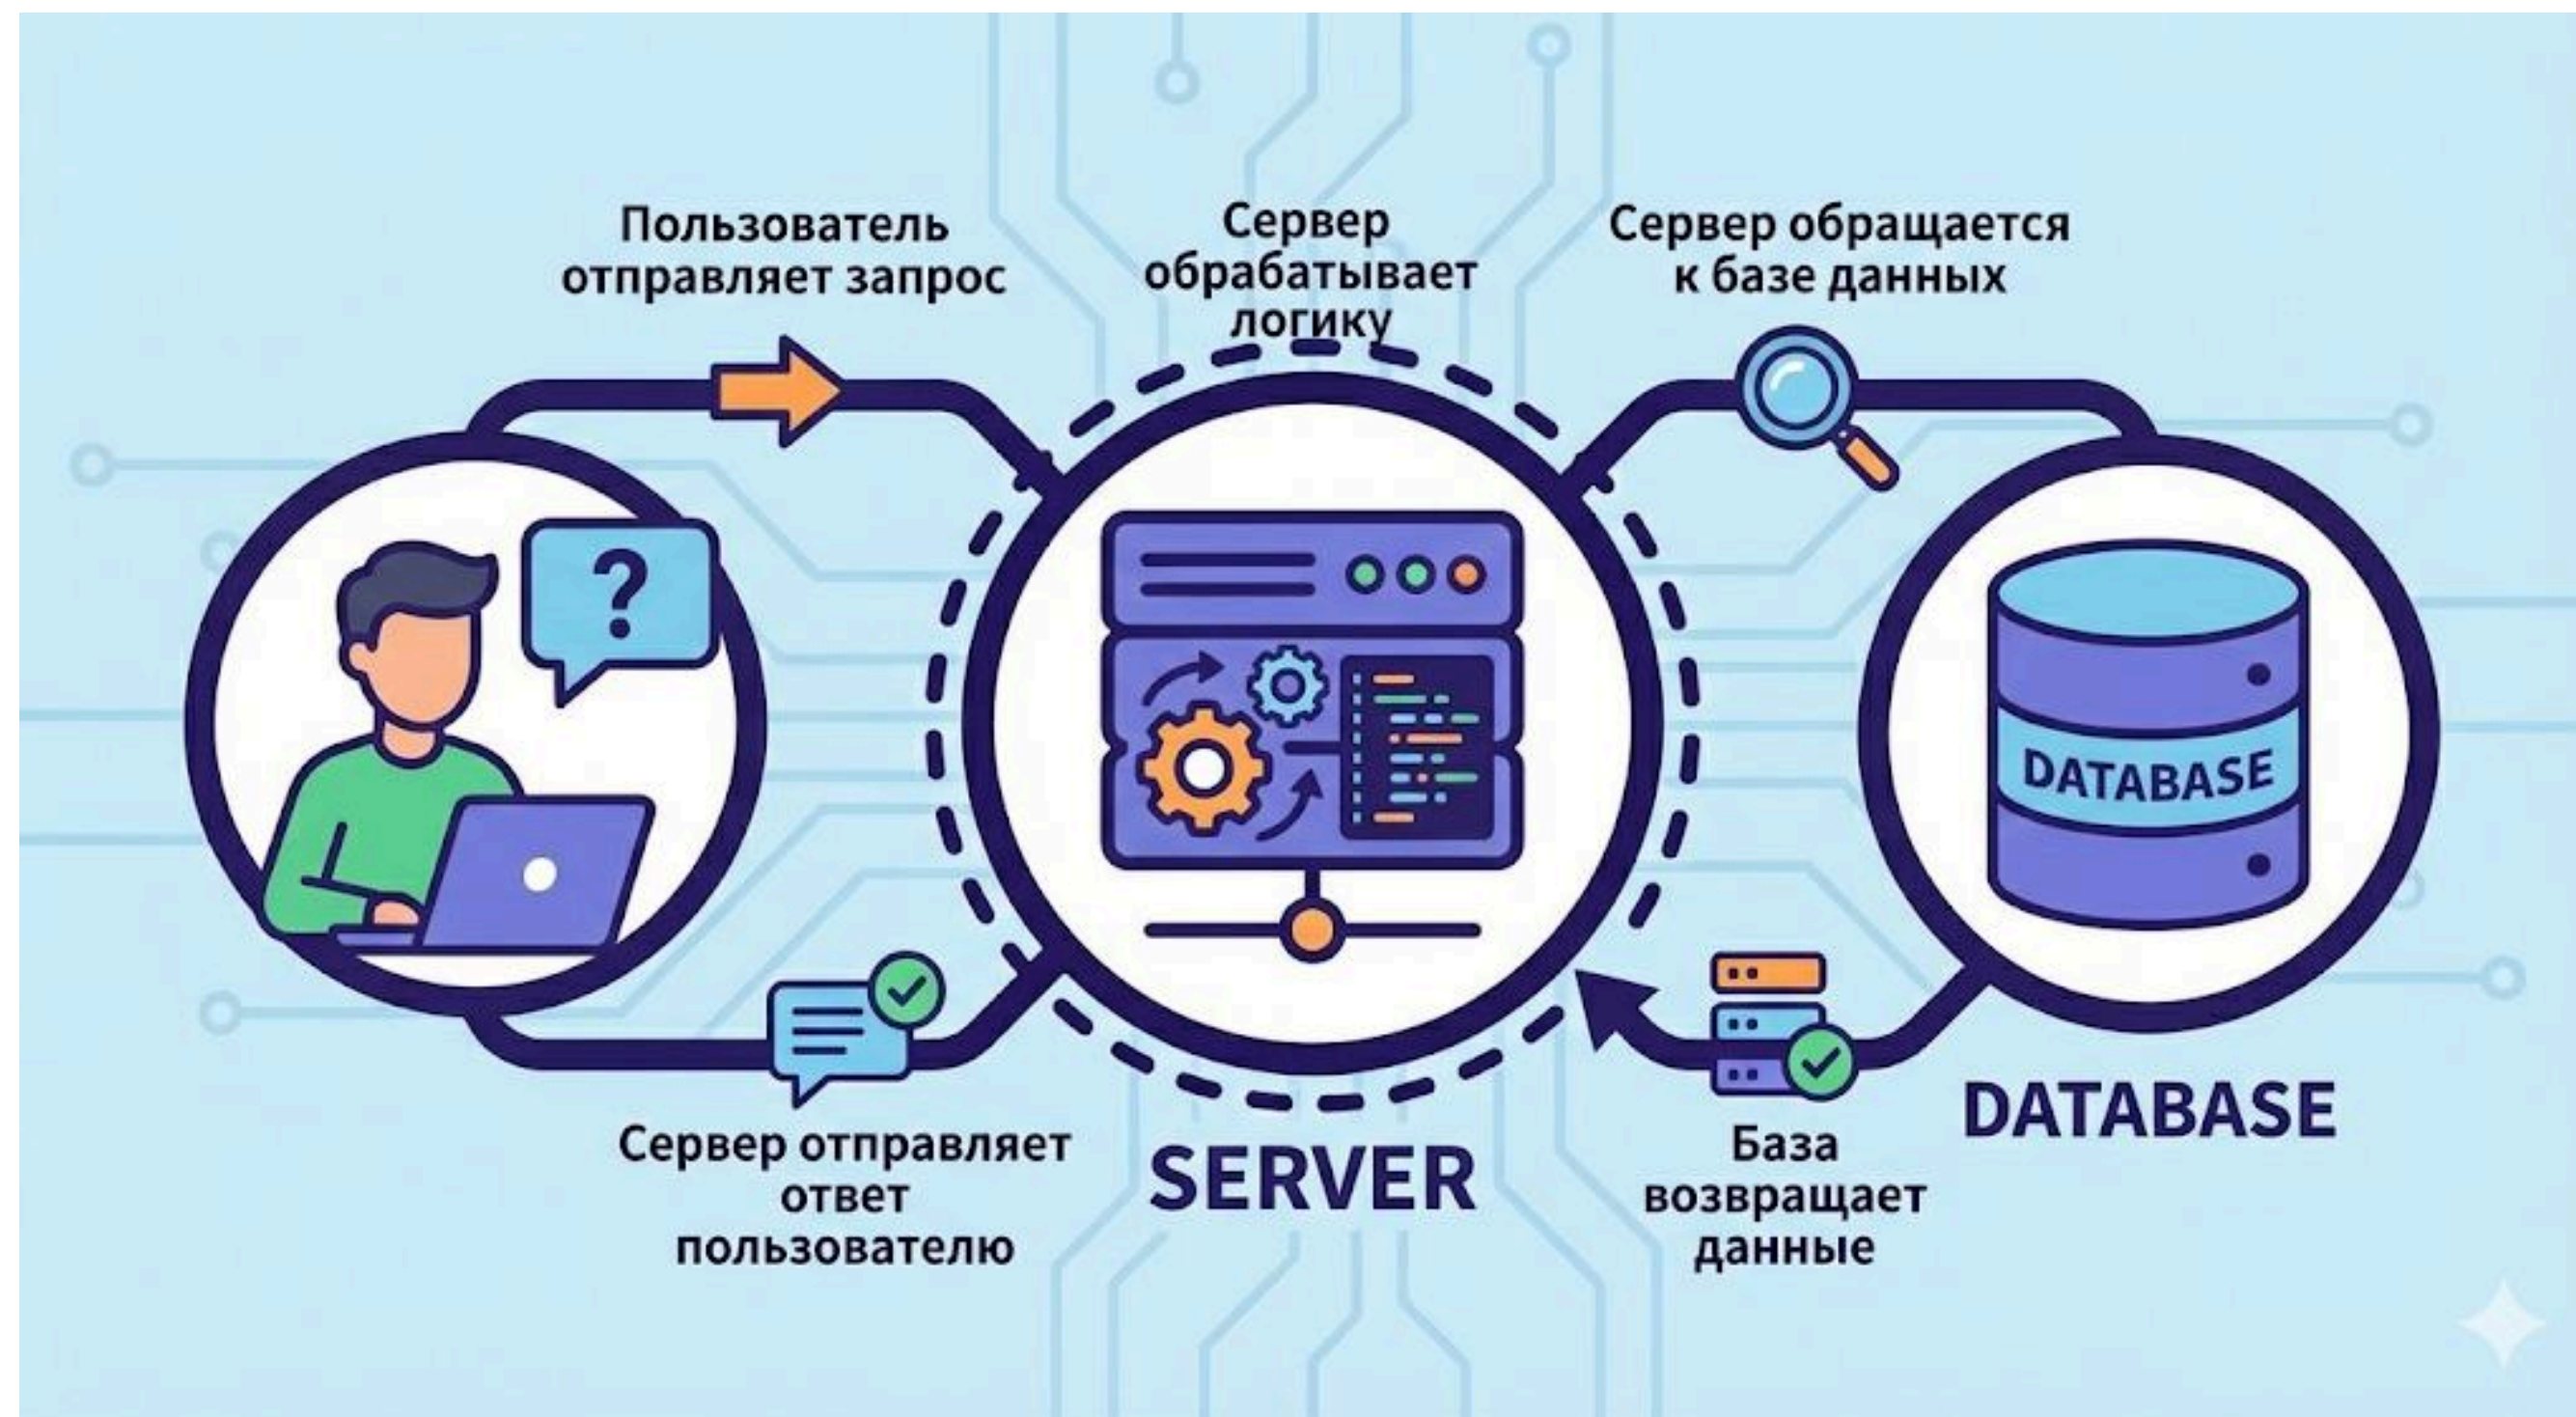 Пользователь
отправляет запрос
Сервер
обрабатывает
логику
Сервер обращается
к базе данных
?
DATABASE
DATABASE
Сервер отправляет
ответ
пользователю
SERVER
База
возвращает
данные